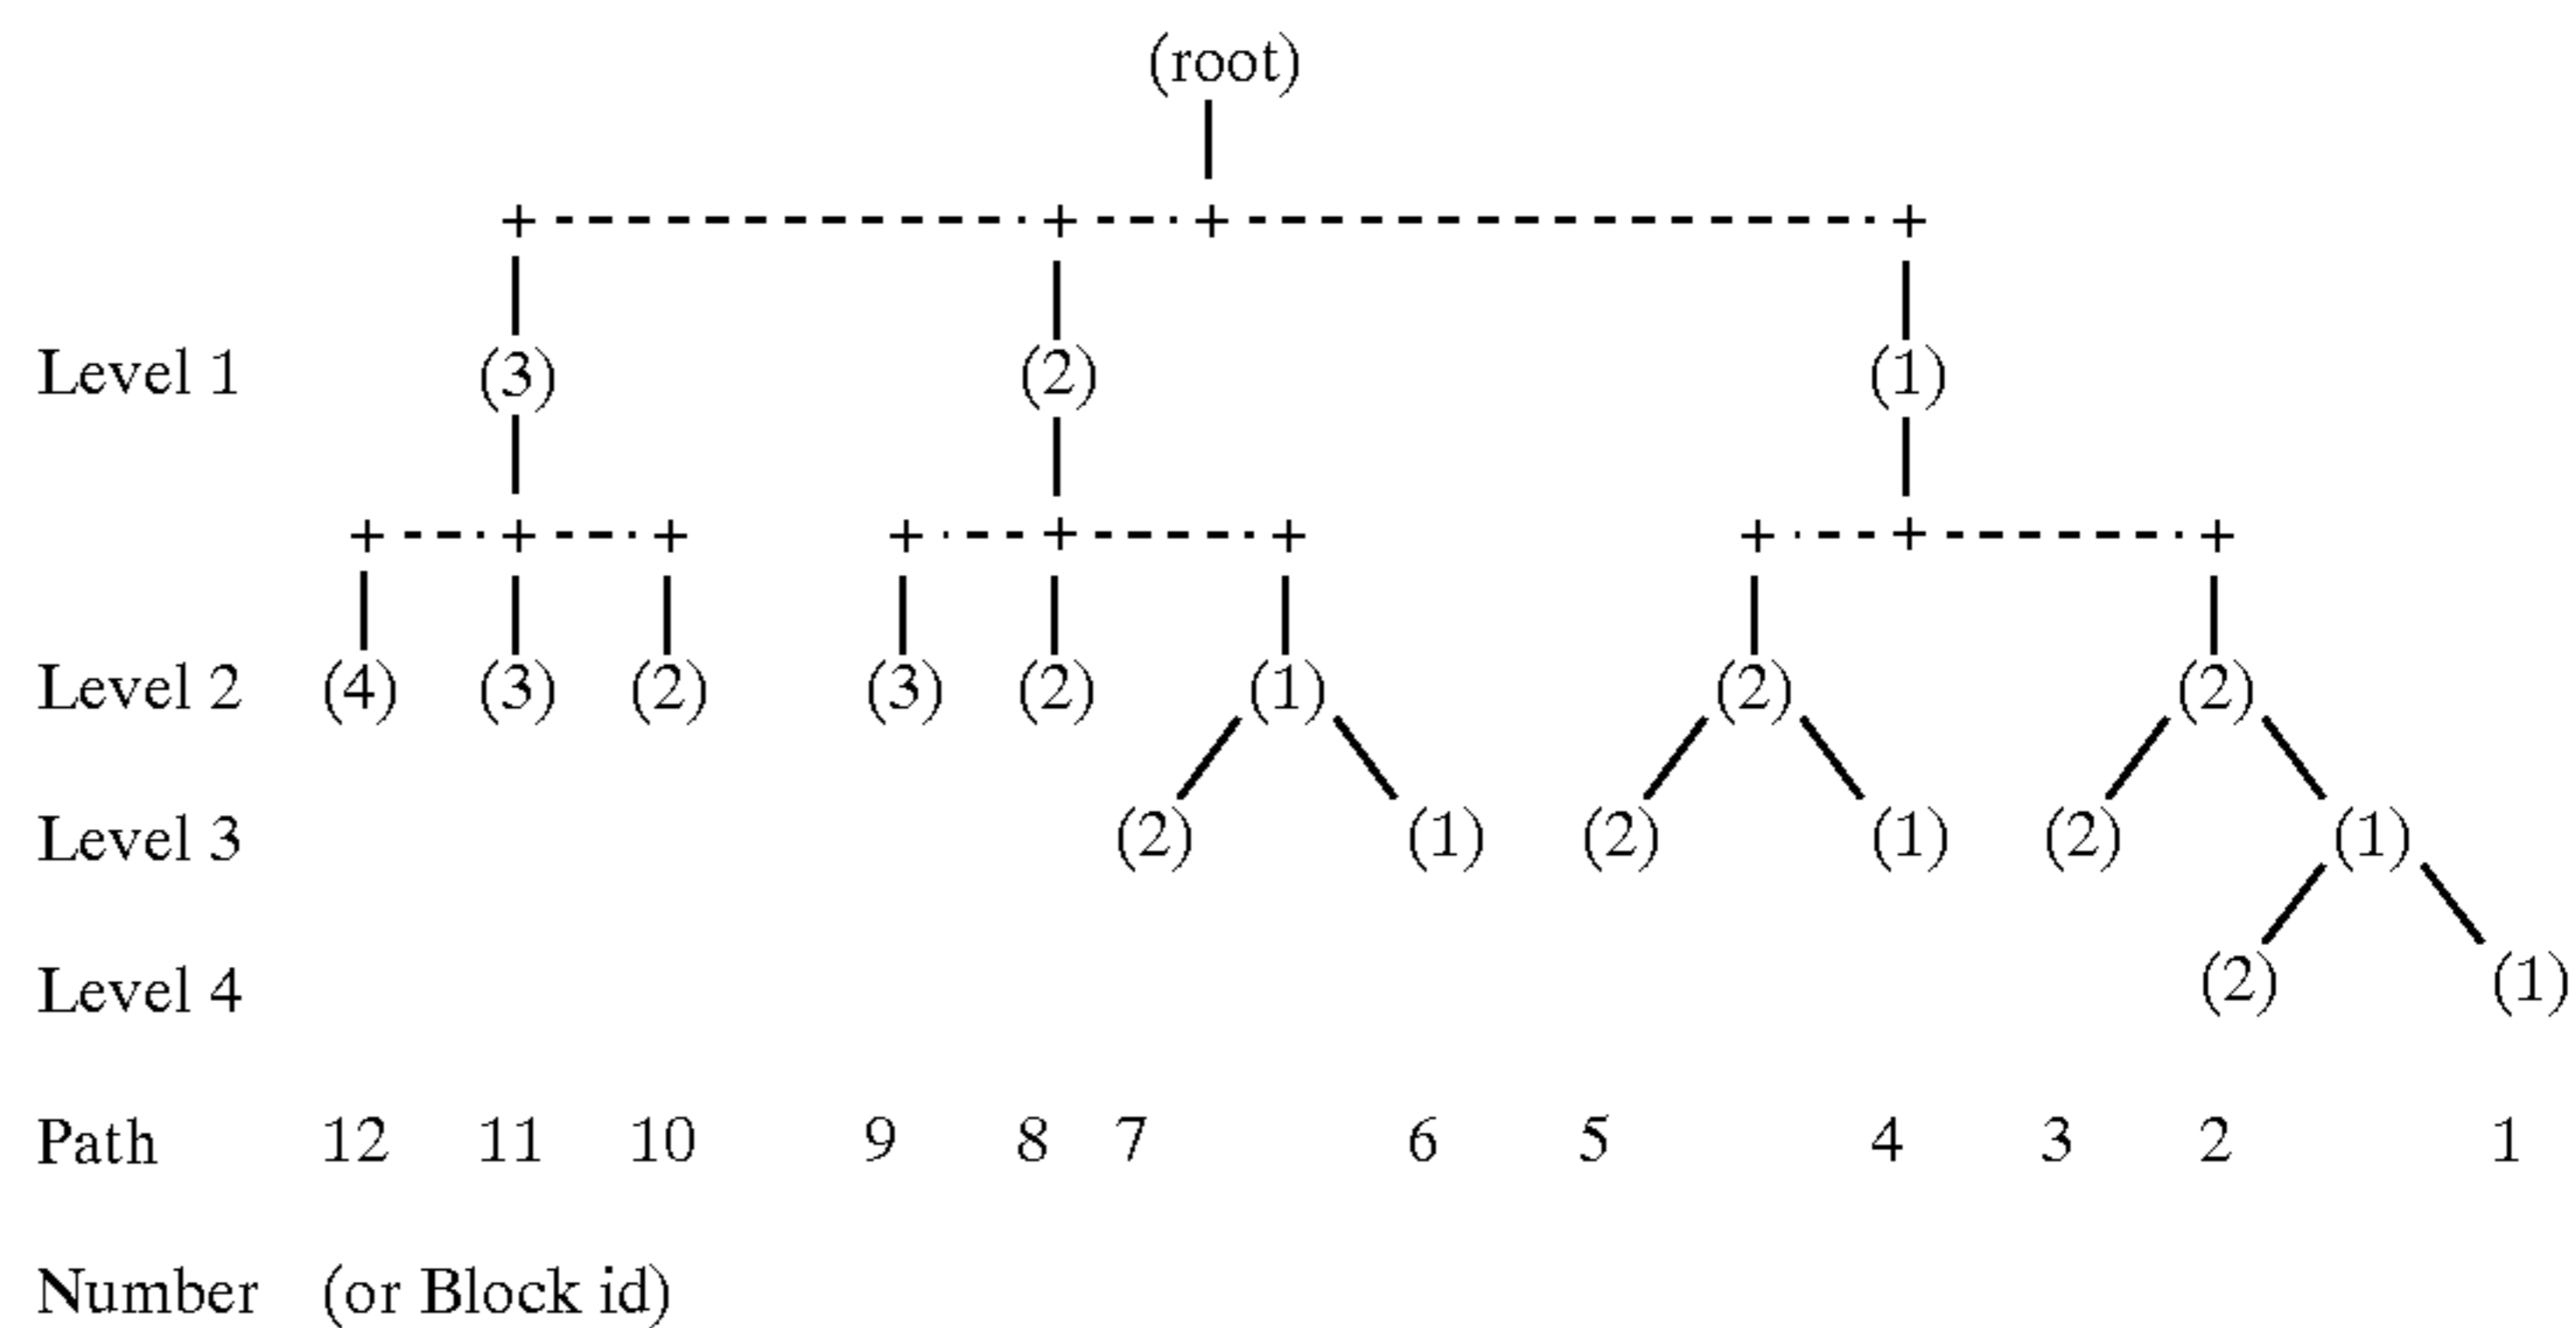 (root)
Level 1 (3) (2) (1)
Level 2 (4) (3) (2) (3) (2) (1) (2) (2)
Level 3 (2) (1) (2) (1) (2) (1)
Level 4 (2) (1)
Path 12 11 10 9 8 7 6 5 4 3 2 1
Number (or Block id)